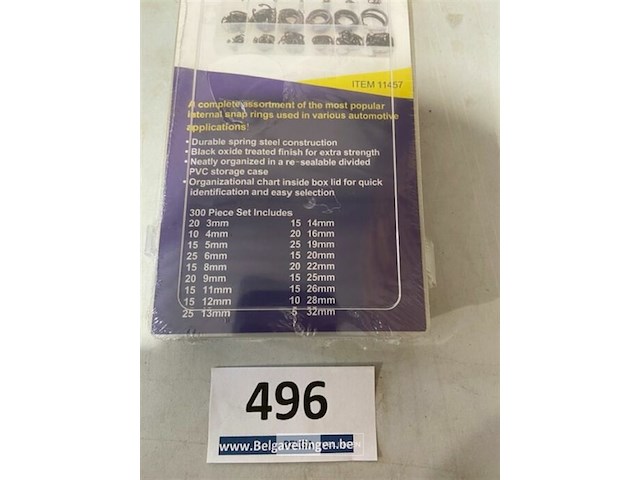 ITEM 11457
A complete assortment of the most popular
internal snap rings used in various automotive
applications!
• Durable spring steel construction
• Black oxide treated finish for extra strength
• Neatly organized in a re-sealable divided
PVC storage case
• Organizational chart inside box lid for quick
identification and easy selection
300 Piece Set Includes
20 3mm 15 14mm
10 4mm 20 16mm
15 5mm 25 19mm
25 6mm 15 20mm
15 8mm 20 22mm
20 9mm 15 25mm
15 11mm 15 26mm
15 12mm 10 28mm
25 13mm 5 32mm
496
www.Belgaveilingen.be